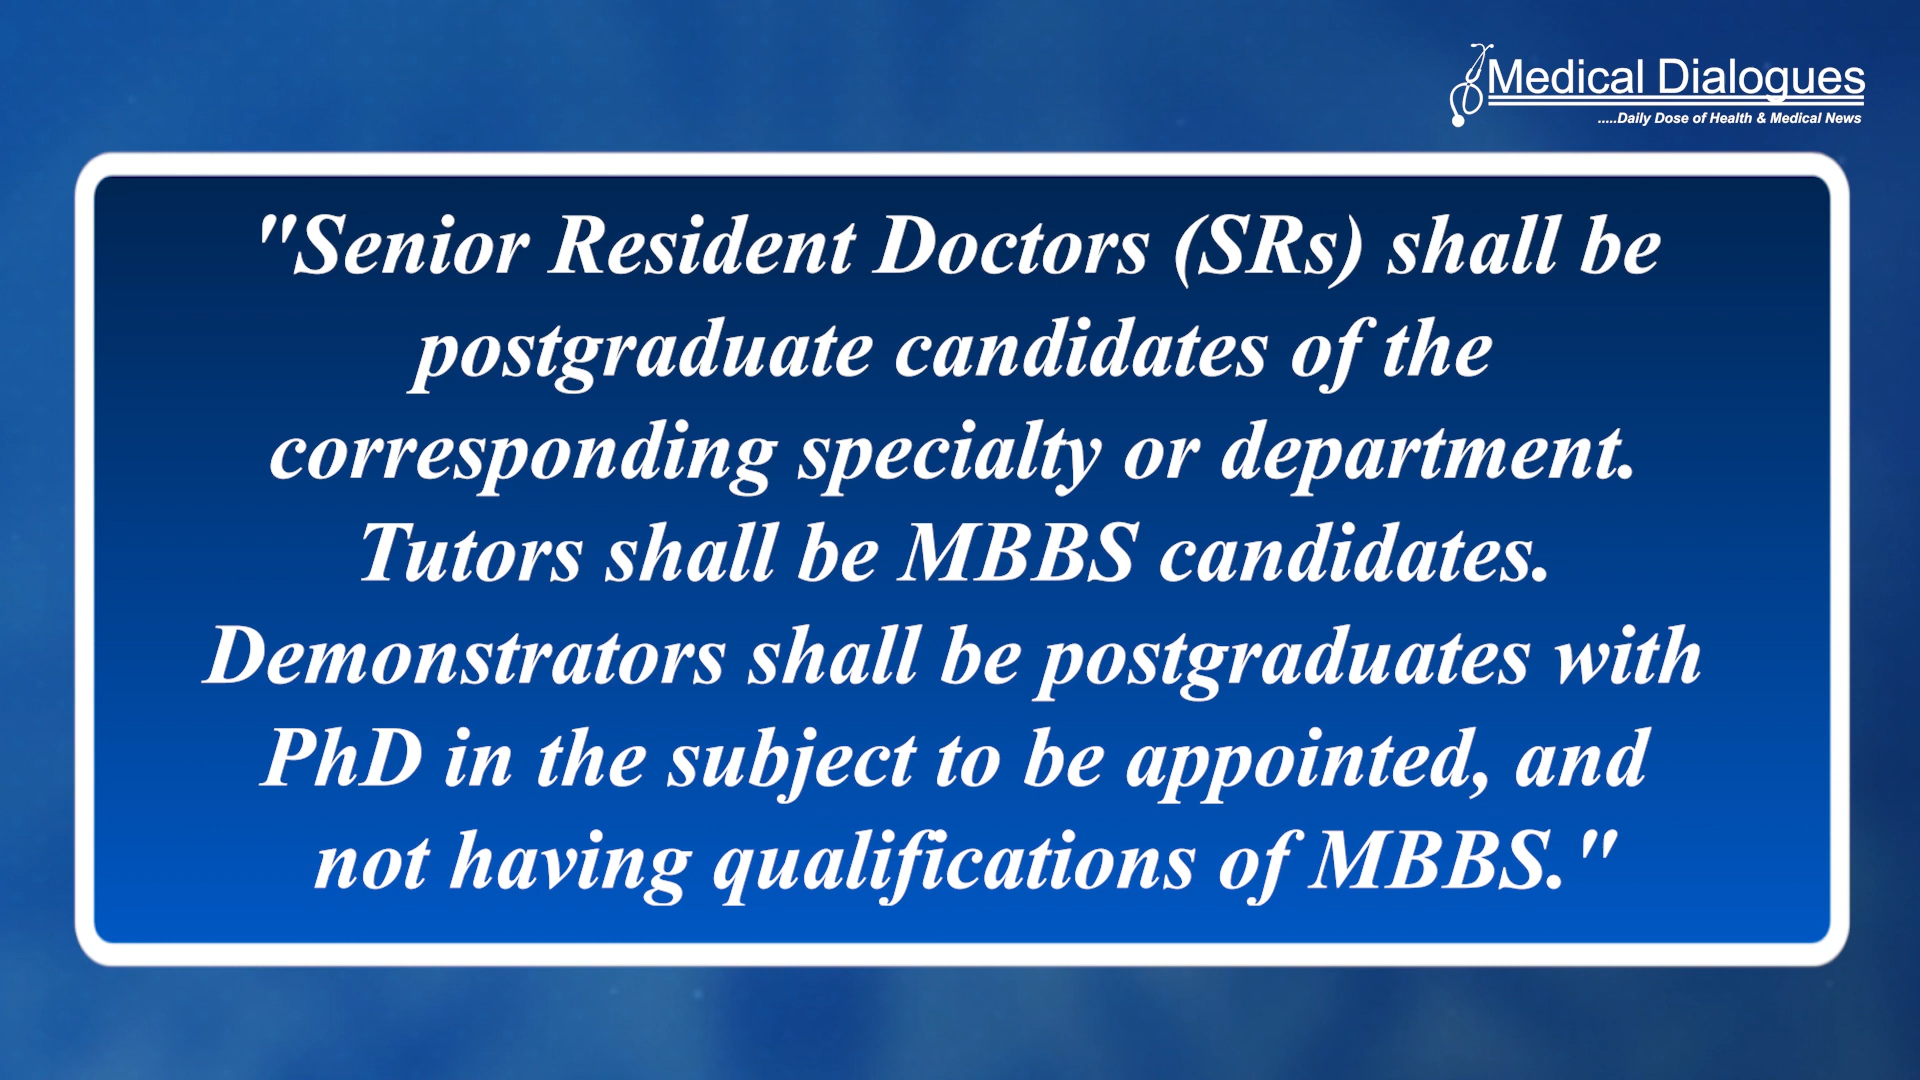 Medical Dialogues
.....Daily Dose of Health & Medical News
"Senior Resident Doctors (SRs) shall be
postgraduate candidates of the
corresponding specialty or department.
Tutors shall be MBBS candidates.
Demonstrators shall be postgraduates with
PhD in the subject to be appointed, and
not having qualifications of MBBS."